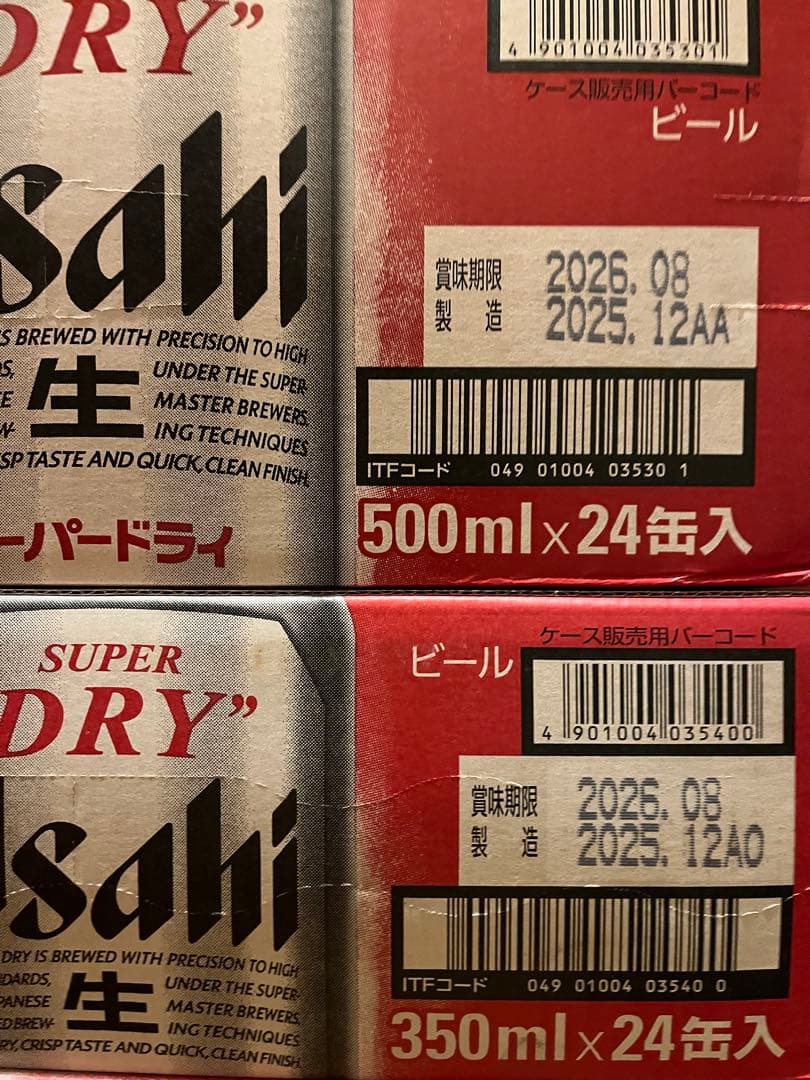 DRY”
4 901004 035301
ケース販売用バーコード
ビール
sahi
賞味期限 2026.08
製造 2025.12AA
IS BREWED WITH PRECISION TO HIGH
UNDER THE SUPER-
生
MASTER BREWERS.
ING TECHNIQUES
TASTE AND QUICK, CLEAN FINISH.
ITFコード 049 01004 03530 1
ーパードライ
500ml×24缶入
ケース販売用バーコード
ビール
SUPER
DRY”
4 901004 035400
賞味期限 2026.08
製造 2025.12AO
sahi
DRY IS BREWED WITH PRECISION TO HIGH
UNDER THE SUPER-
生
MASTER BREWERS.
ING TECHNIQUES
CRISP TASTE AND QUICK, CLEAN FINISH.
ITFコード 049 01004 03540 0
350ml×24缶入